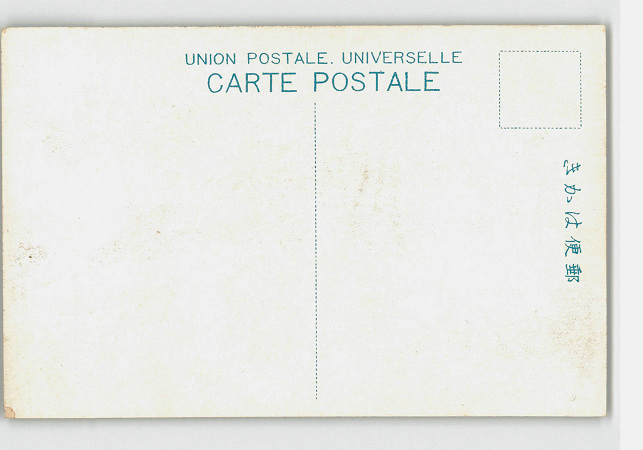 UNION POSTALE. UNIVERSELLE
CARTE POSTALE
きかは便郵